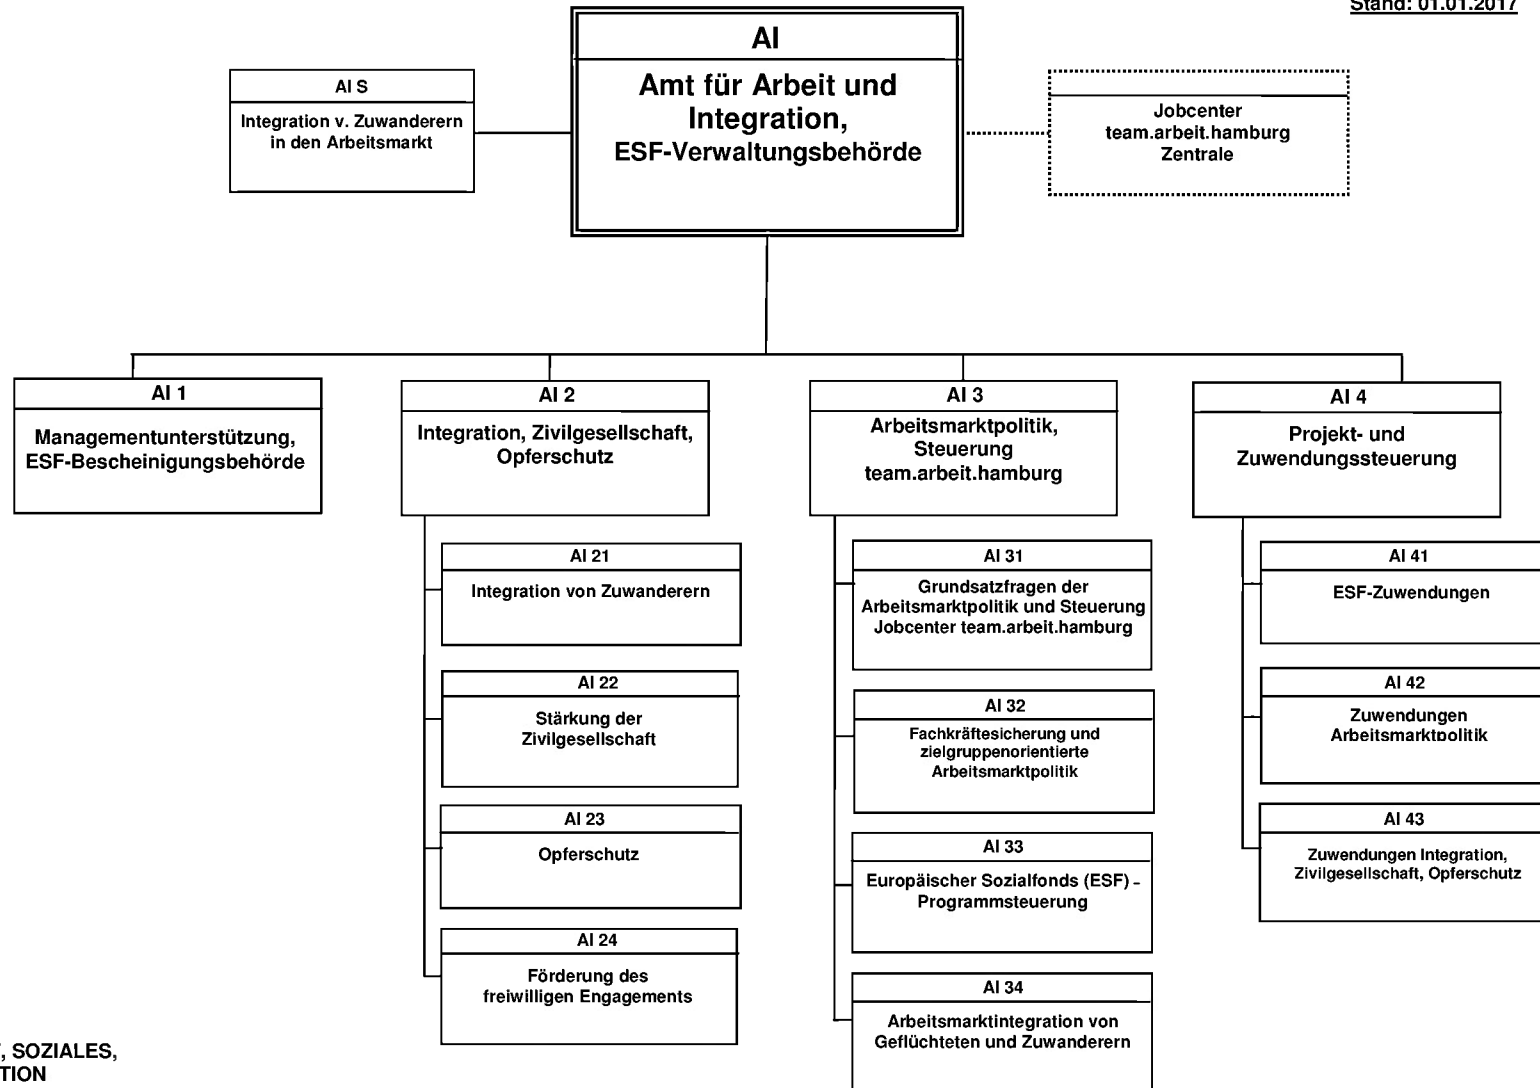 Stand: 01.01.2017
AI
Amt für Arbeit und
Integration,
ESF-Verwaltungsbehörde
AI S
Integration v. Zuwanderern
in den Arbeitsmarkt
Jobcenter
team.arbeit.hamburg
Zentrale
AI 1
Managementunterstützung,
ESF-Bescheinigungsbehörde
AI 2
Integration, Zivilgesellschaft,
Opferschutz
AI 21
Integration von Zuwanderern
AI 22
Stärkung der
Zivilgesellschaft
AI 23
Opferschutz
AI 24
Förderung des
freiwilligen Engagements
AI 3
Arbeitsmarktpolitik,
Steuerung
team.arbeit.hamburg
AI 31
Grundsatzfragen der
Arbeitsmarktpolitik und Steuerung
Jobcenter team.arbeit.hamburg
AI 32
Fachkräftesicherung und
zielgruppenorientierte
Arbeitsmarktpolitik
AI 33
Europäischer Sozialfonds (ESF) -
Programmsteuerung
AI 34
Arbeitsmarktintegration von
Geflüchteten und Zuwanderern
AI 4
Projekt- und
Zuwendungssteuerung
AI 41
ESF-Zuwendungen
AI 42
Zuwendungen
Arbeitsmarktpolitik
AI 43
Zuwendungen Integration,
Zivilgesellschaft, Opferschutz
, SOZIALES,
TION